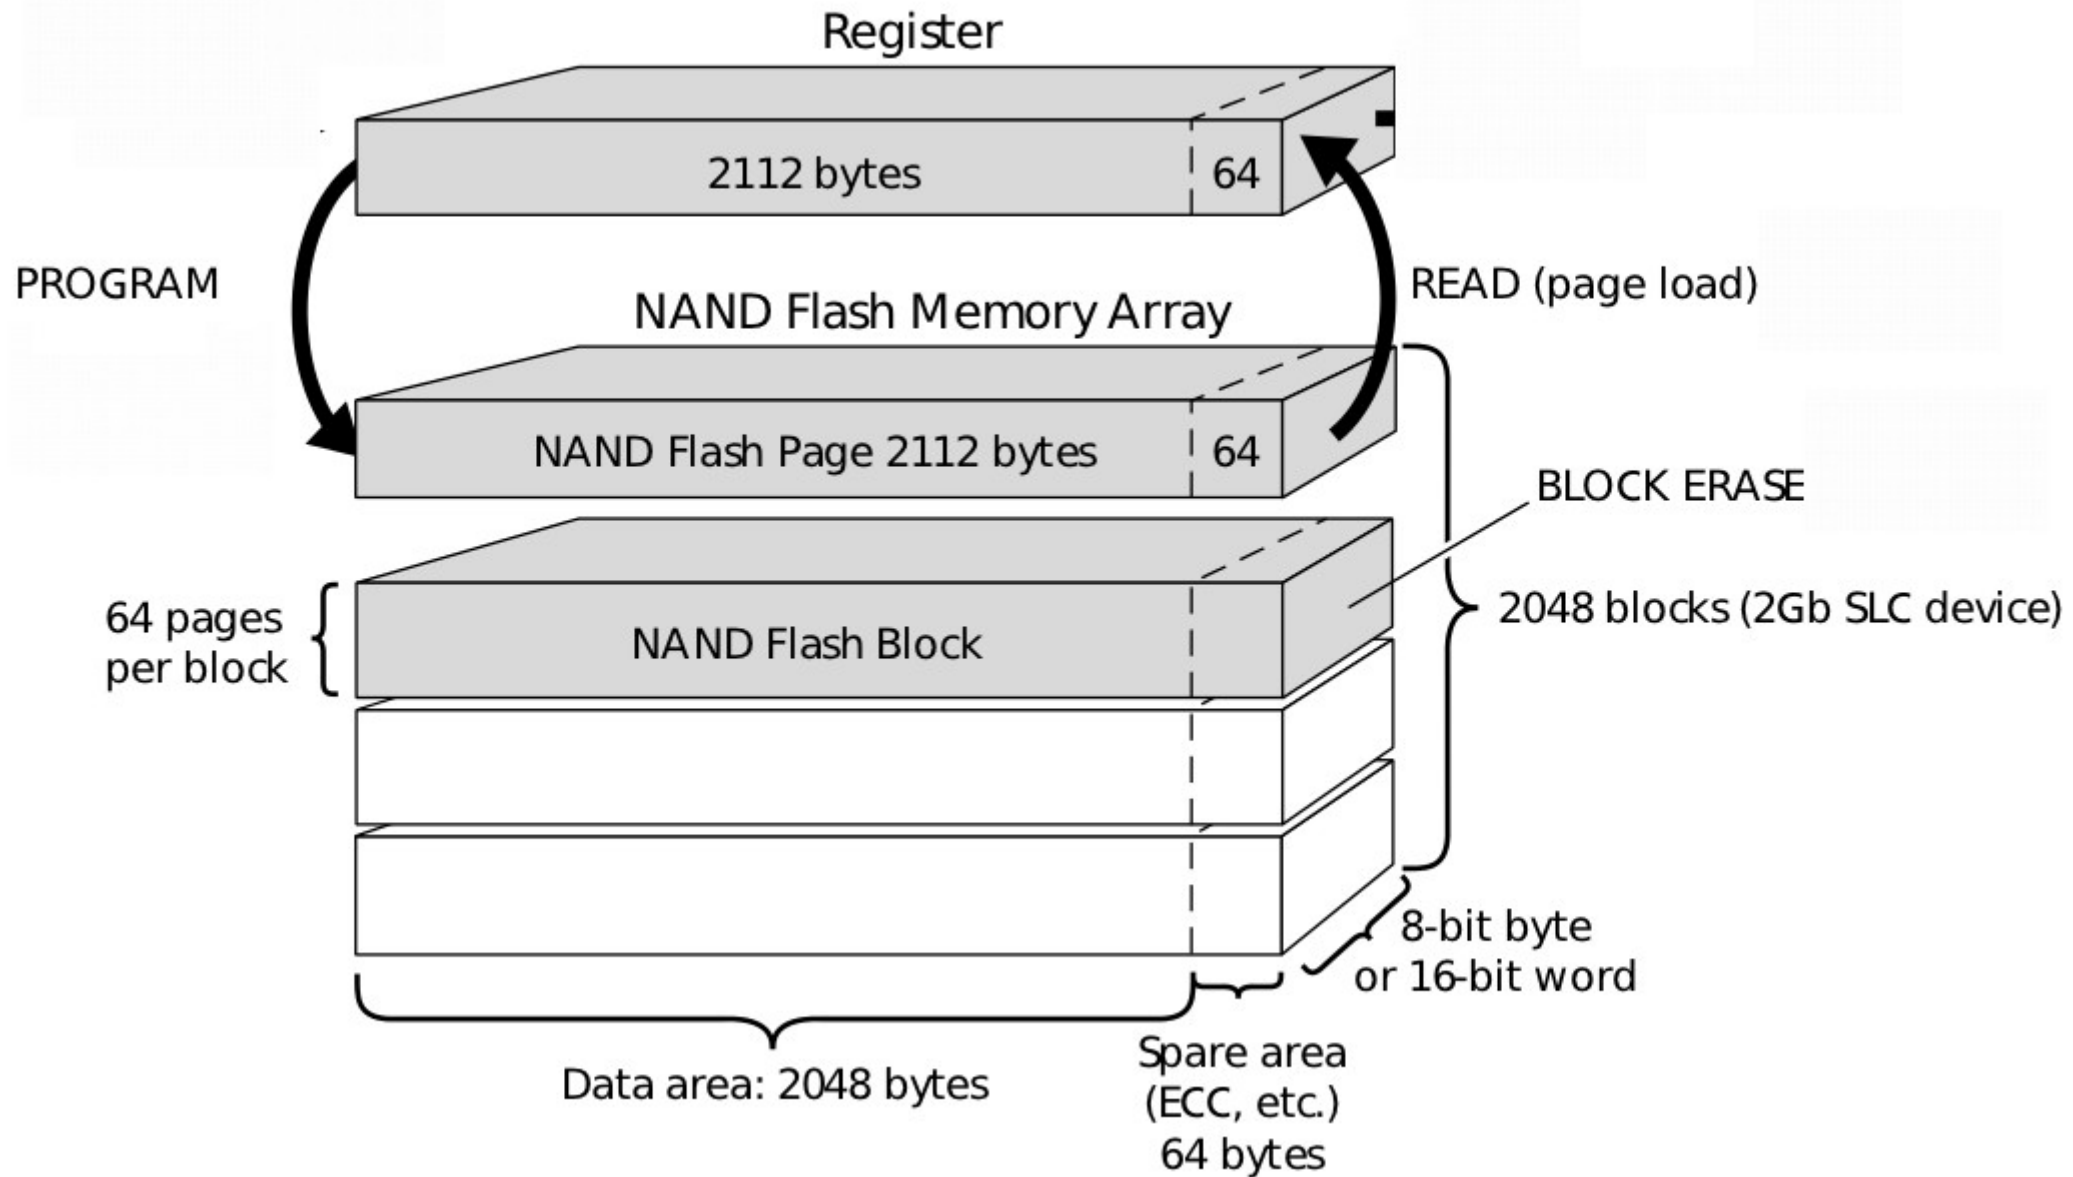 Register
2112 bytes
64
PROGRAM
READ (page load)
NAND Flash Memory Array
NAND Flash Page 2112 bytes
64
BLOCK ERASE
64 pages
per block
NAND Flash Block
2048 blocks (2Gb SLC device)
8-bit byte
or 16-bit word
Data area: 2048 bytes
Spare area
(ECC, etc.)
64 bytes